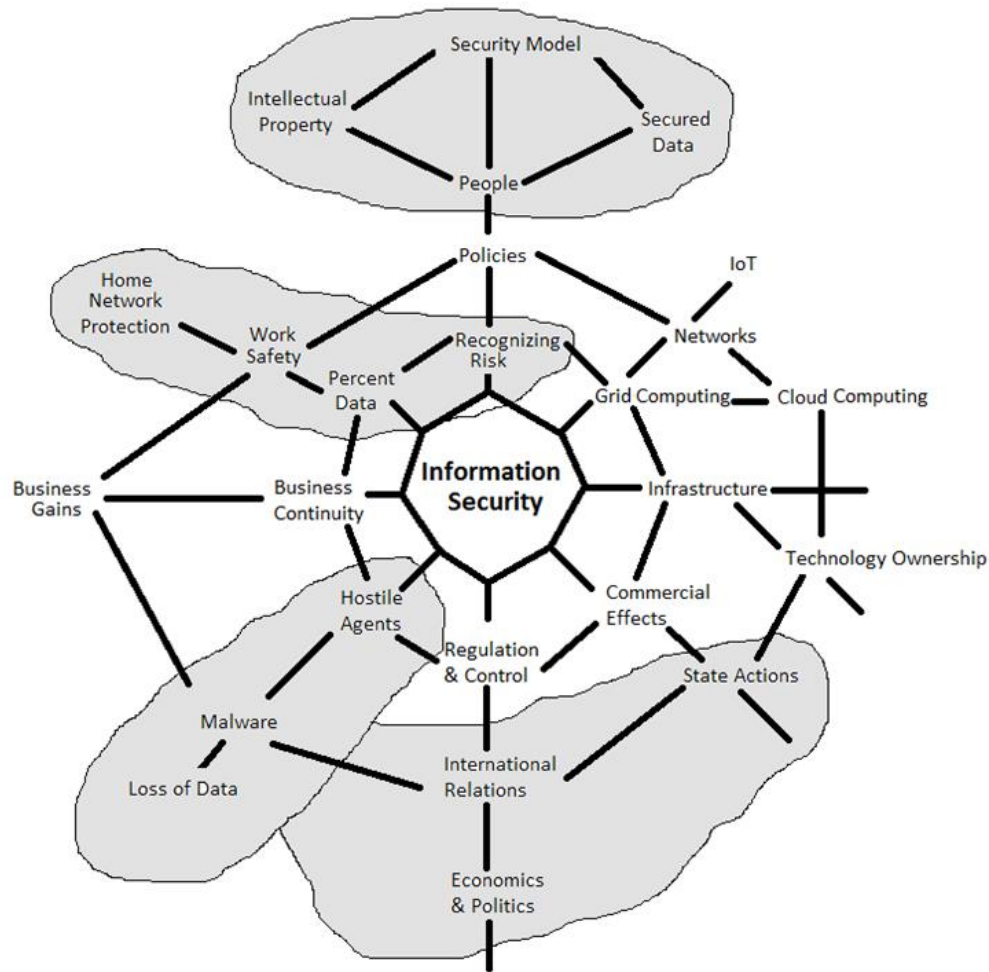 Security Model
Intellectual
Property
Secured
Data
People
Policies
IoT
Home
Network
Protection
Work
Safety
Recognizing
Risk
Networks
Percent
Data
Grid Computing
Cloud Computing
Information
Security
Business
Gains
Business
Continuity
Infrastructure
Technology Ownership
Hostile
Agents
Commercial
Effects
Regulation
& Control
State Actions
Malware
Loss of Data
International
Relations
Economics
& Politics